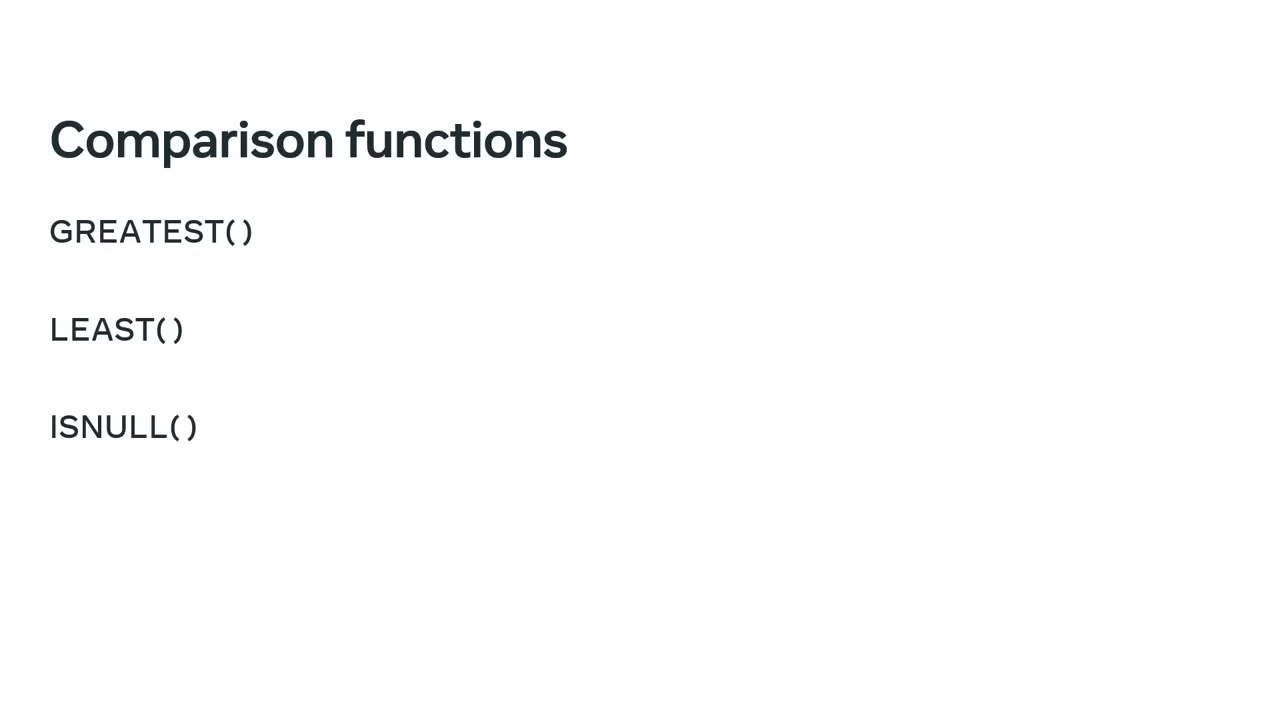 Comparison functions
GREATEST( )
LEAST( )
ISNULL( )